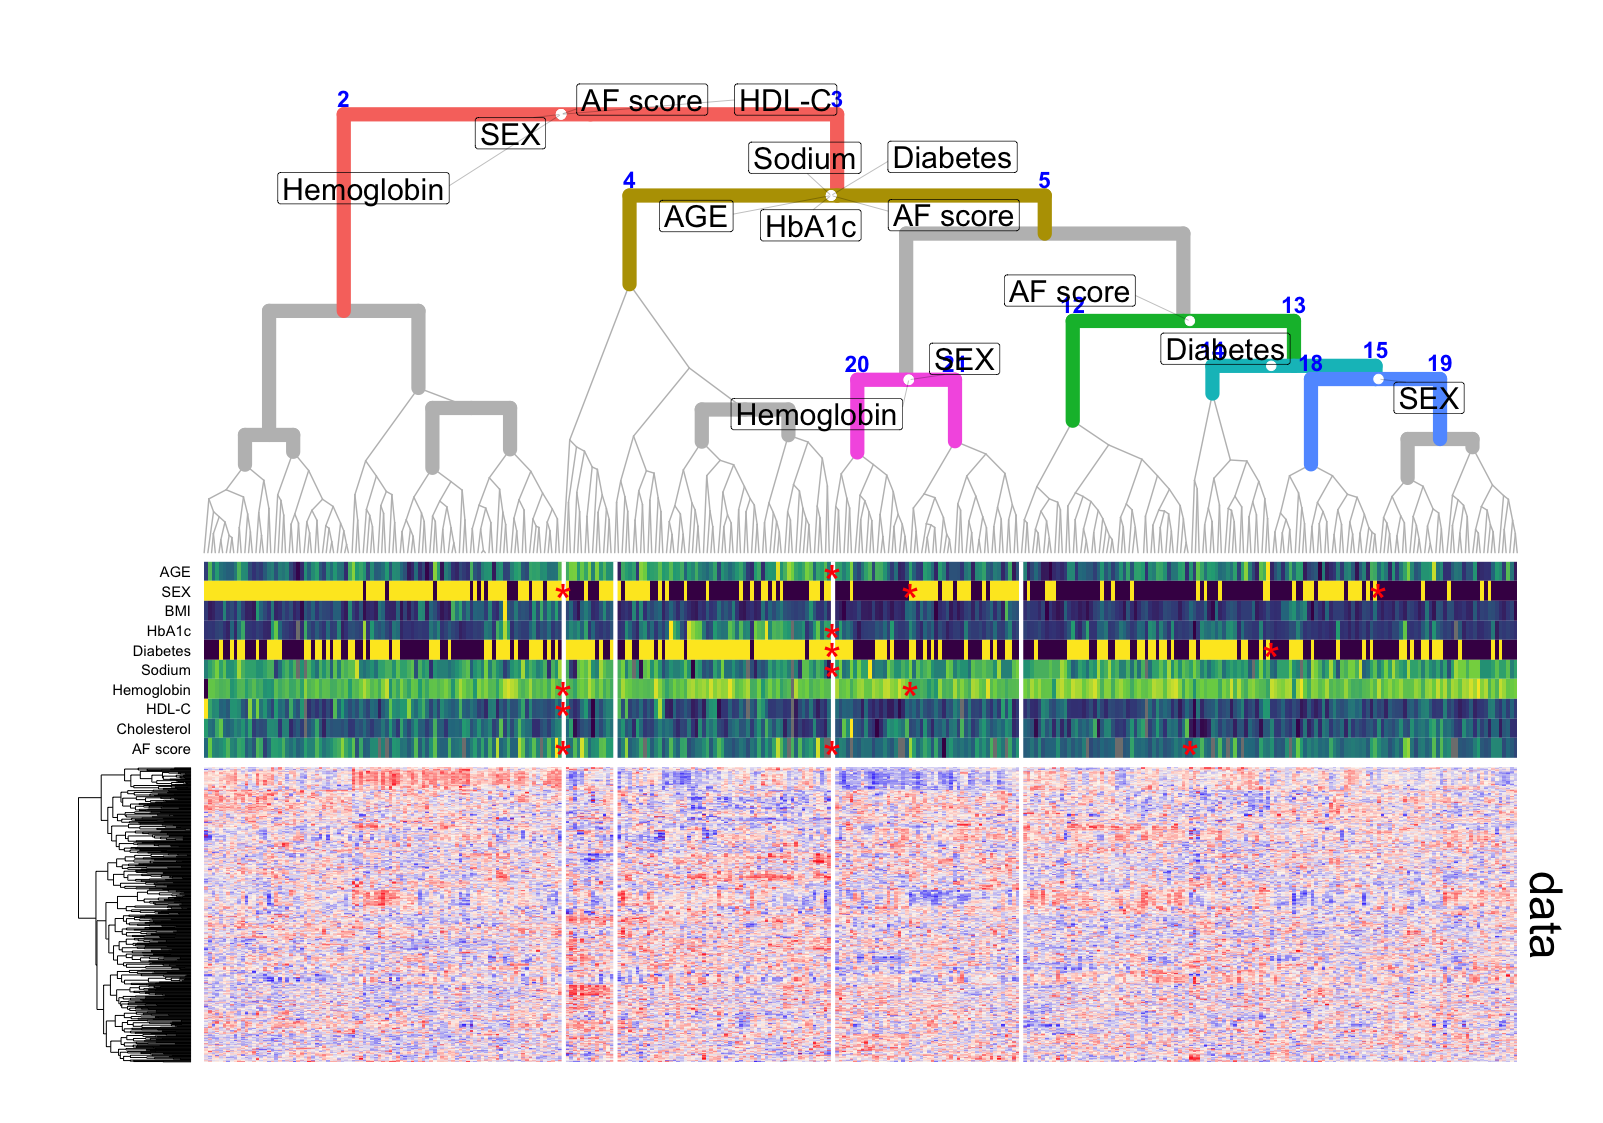 2
AF score
HDL-C
3
SEX
Hemoglobin
Sodium
Diabetes
4
5
AGE
HbA1c
AF score
AF score
12
13
Diabetes
14
15
20
21
SEX
18
19
Hemoglobin
SEX
AGE
SEX
BMI
HbA1c
Diabetes
Sodium
Hemoglobin
HDL-C
Cholesterol
AF score
data